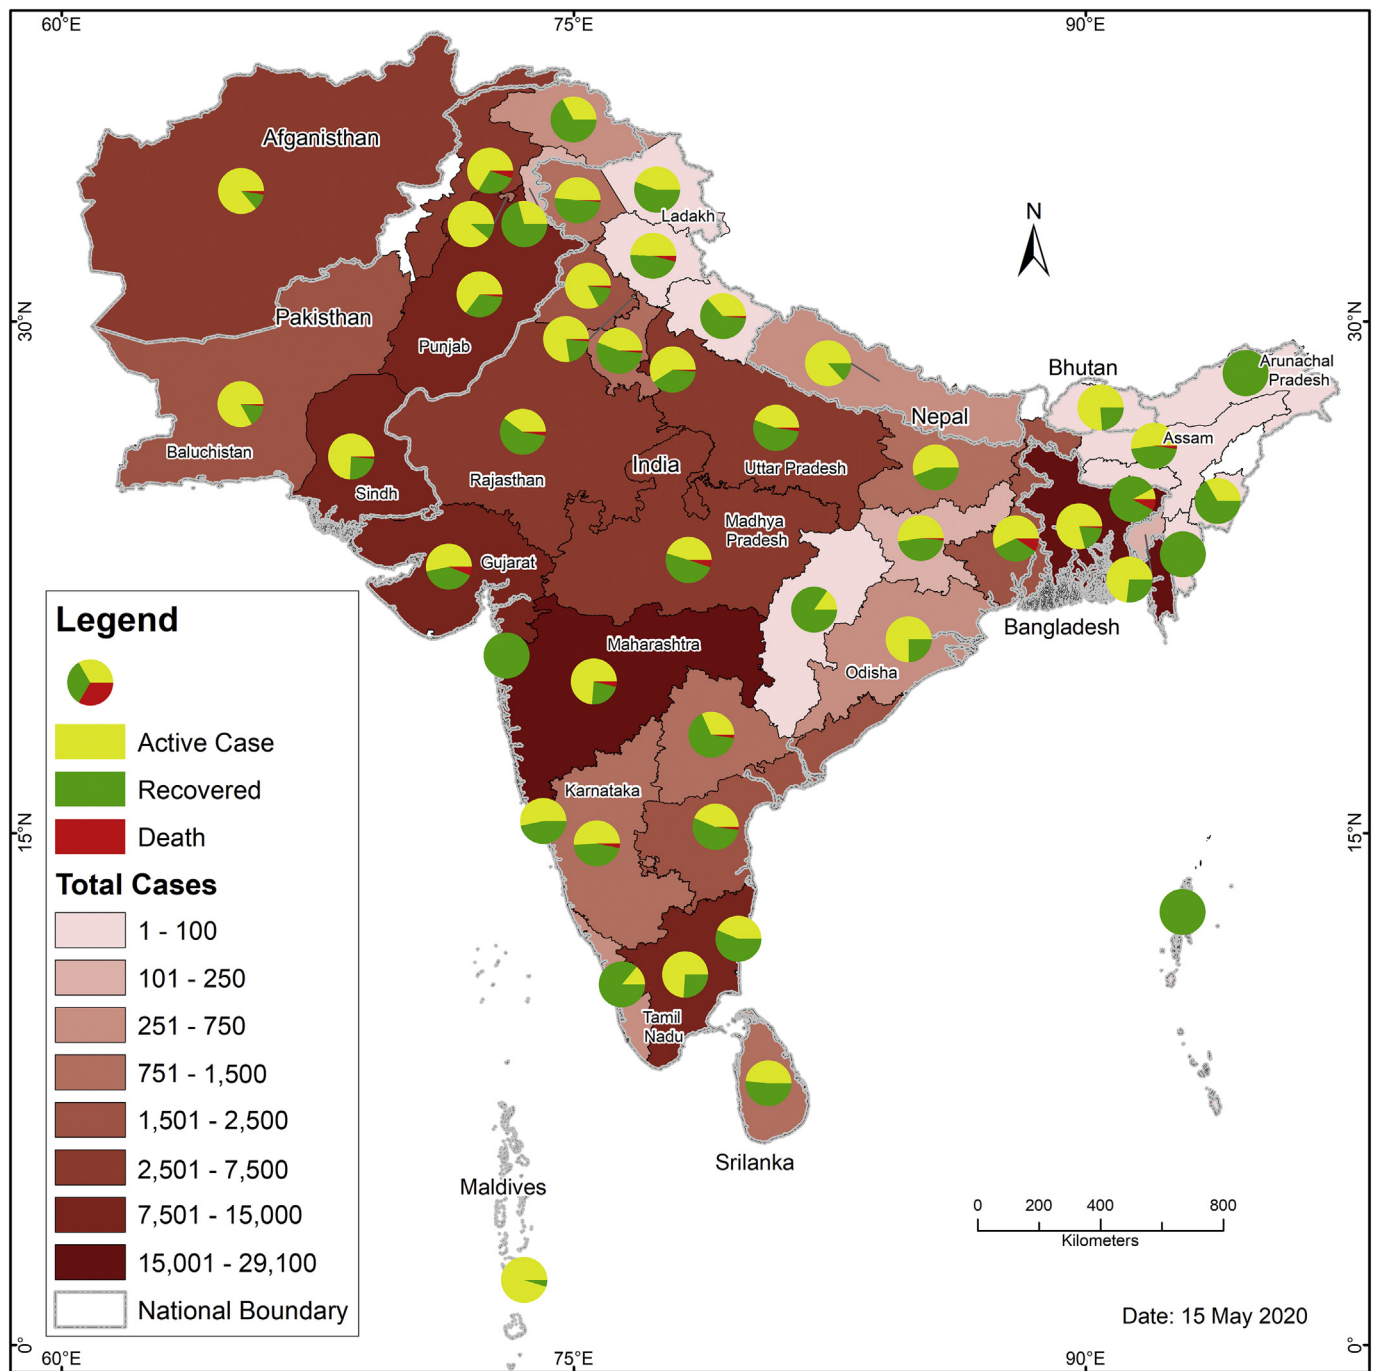 60°E 75°E 90°E
Afganisthan
Ladakh
N
Pakisthan
30°N 30°N
Punjab
Bhutan
Arunachal
Pradesh
Nepal
Assam
Baluchistan
India
Uttar Pradesh
Rajasthan
Sindh
Madhya
Pradesh
Gujarat
Bangladesh
Maharashtra
Odisha
Karnataka
15°N 15°N
Tamil
Nadu
Srilanka
Maldives
Legend
Active Case
Recovered
Death
Total Cases
1 - 100
101 - 250
251 - 750
751 - 1,500
1,501 - 2,500
2,501 - 7,500
7,501 - 15,000
15,001 - 29,100
National Boundary
0 200 400 800
Kilometers
Date: 15 May 2020
0° 0°
60°E 75°E 90°E